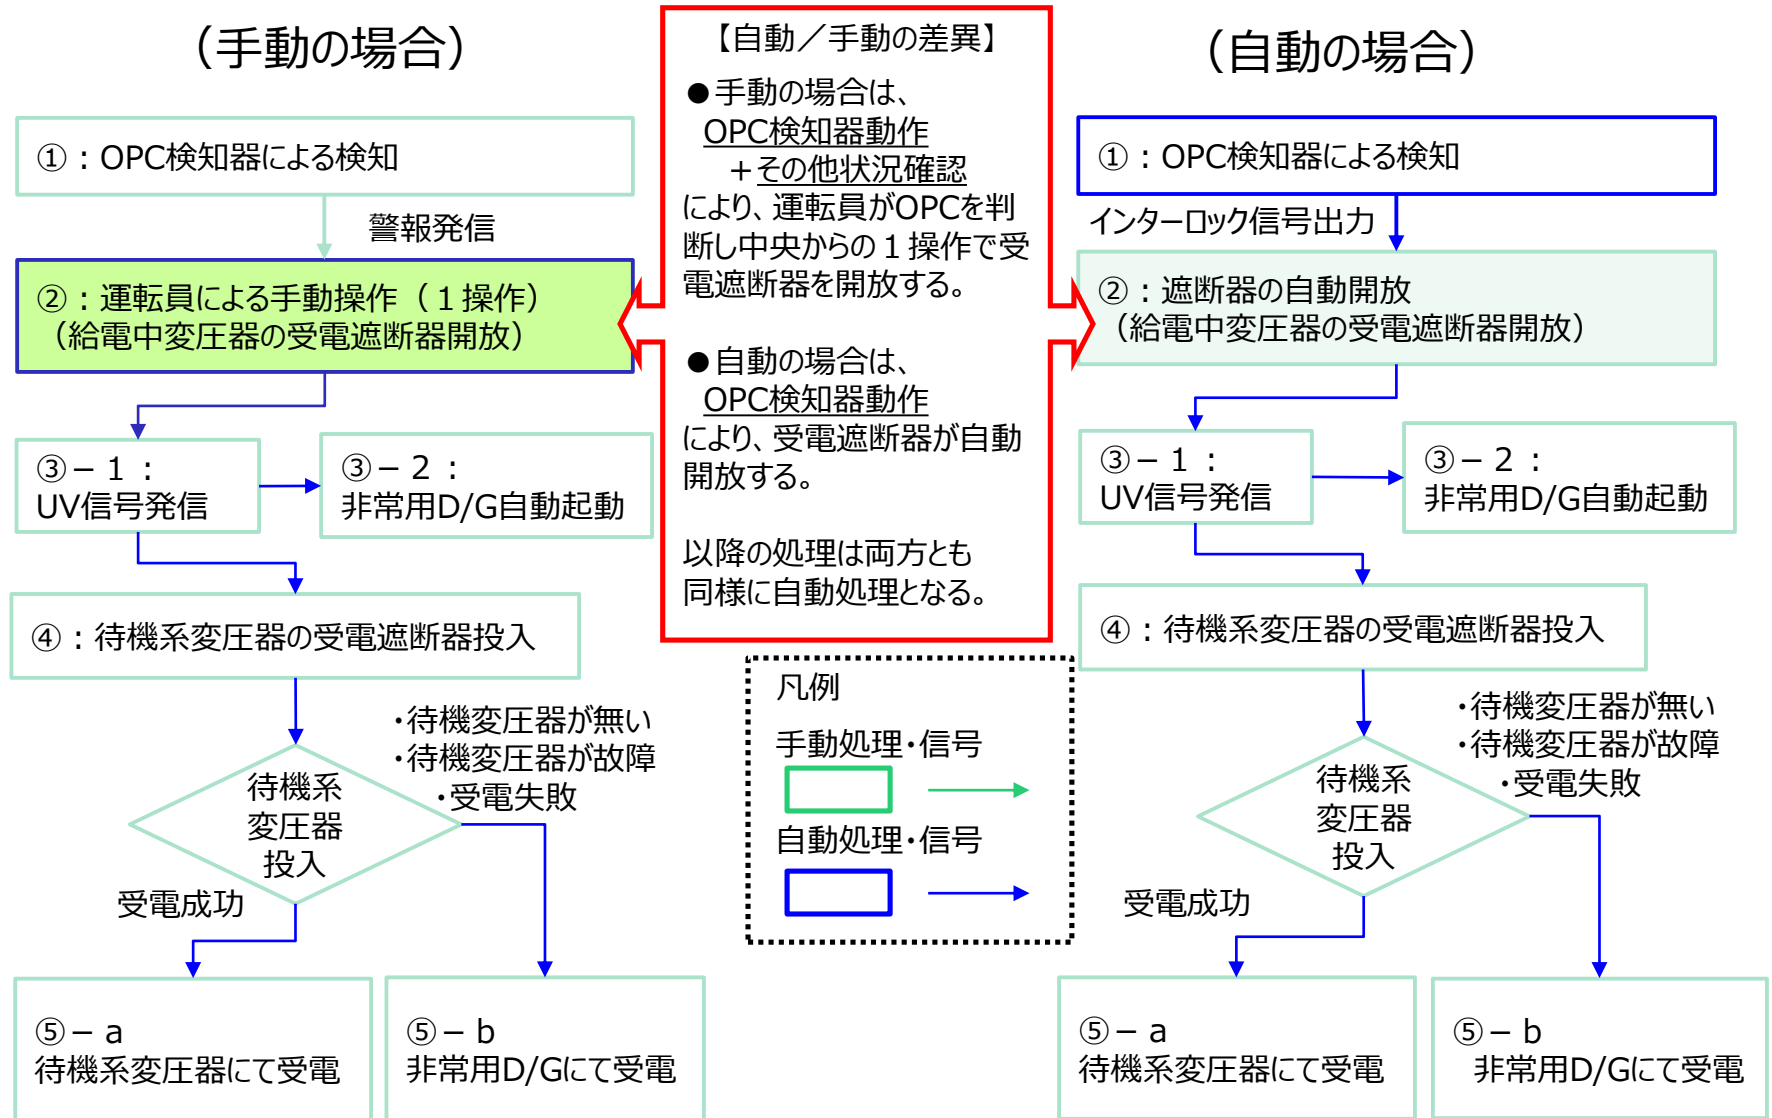 （手動の場合）
①：OPC検知器による検知
警報発信
②：運転員による手動操作（１操作）
（給電中変圧器の受電遮断器開放）
③－１：
UV信号発信
③－２：
非常用D/G自動起動
④：待機系変圧器の受電遮断器投入
・待機変圧器が無い
・待機変圧器が故障
・受電失敗
待機系
変圧器
投入
受電成功
⑤－ａ
待機系変圧器にて受電
⑤－ｂ
非常用D/Gにて受電
【自動／手動の差異】
●手動の場合は、
OPC検知器動作
＋その他状況確認
により、運転員がOPCを判
断し中央からの１操作で受
電遮断器を開放する。
●自動の場合は、
OPC検知器動作
により、受電遮断器が自動
開放する。
以降の処理は両方とも
同様に自動処理となる。
凡例
手動処理・信号
自動処理・信号
（自動の場合）
①：OPC検知器による検知
インターロック信号出力
②：遮断器の自動開放
（給電中変圧器の受電遮断器開放）
③－１：
UV信号発信
③－２：
非常用D/G自動起動
④：待機系変圧器の受電遮断器投入
・待機変圧器が無い
・待機変圧器が故障
・受電失敗
待機系
変圧器
投入
受電成功
⑤－ａ
待機系変圧器にて受電
⑤－ｂ
非常用D/Gにて受電